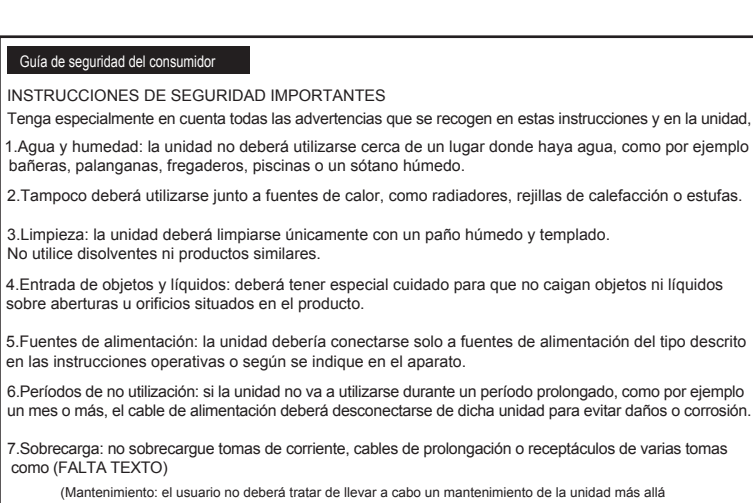 Guía de seguridad del consumidor
INSTRUCCIONES DE SEGURIDAD IMPORTANTES
Tenga especialmente en cuenta todas las advertencias que se recogen en estas instrucciones y en la unidad,
1.Agua y humedad: la unidad no deberá utilizarse cerca de un lugar donde haya agua, como por ejemplo
bañeras, palanganas, fregaderos, piscinas o un sótano húmedo.
2.Tampoco deberá utilizarse junto a fuentes de calor, como radiadores, rejillas de calefacción o estufas.
3.Limpieza: la unidad deberá limpiarse únicamente con un paño húmedo y templado.
No utilice disolventes ni productos similares.
4.Entrada de objetos y líquidos: deberá tener especial cuidado para que no caigan objetos ni líquidos
sobre aberturas u orificios situados en el producto.
5.Fuentes de alimentación: la unidad debería conectarse solo a fuentes de alimentación del tipo descrito
en las instrucciones operativas o según se indique en el aparato.
6.Períodos de no utilización: si la unidad no va a utilizarse durante un período prolongado, como por ejemplo
un mes o más, el cable de alimentación deberá desconectarse de dicha unidad para evitar daños o corrosión.
7.Sobrecarga: no sobrecargue tomas de corriente, cables de prolongación o receptáculos de varias tomas
como (FALTA TEXTO)
(Mantenimiento: el usuario no deberá tratar de llevar a cabo un mantenimiento de la unidad más allá